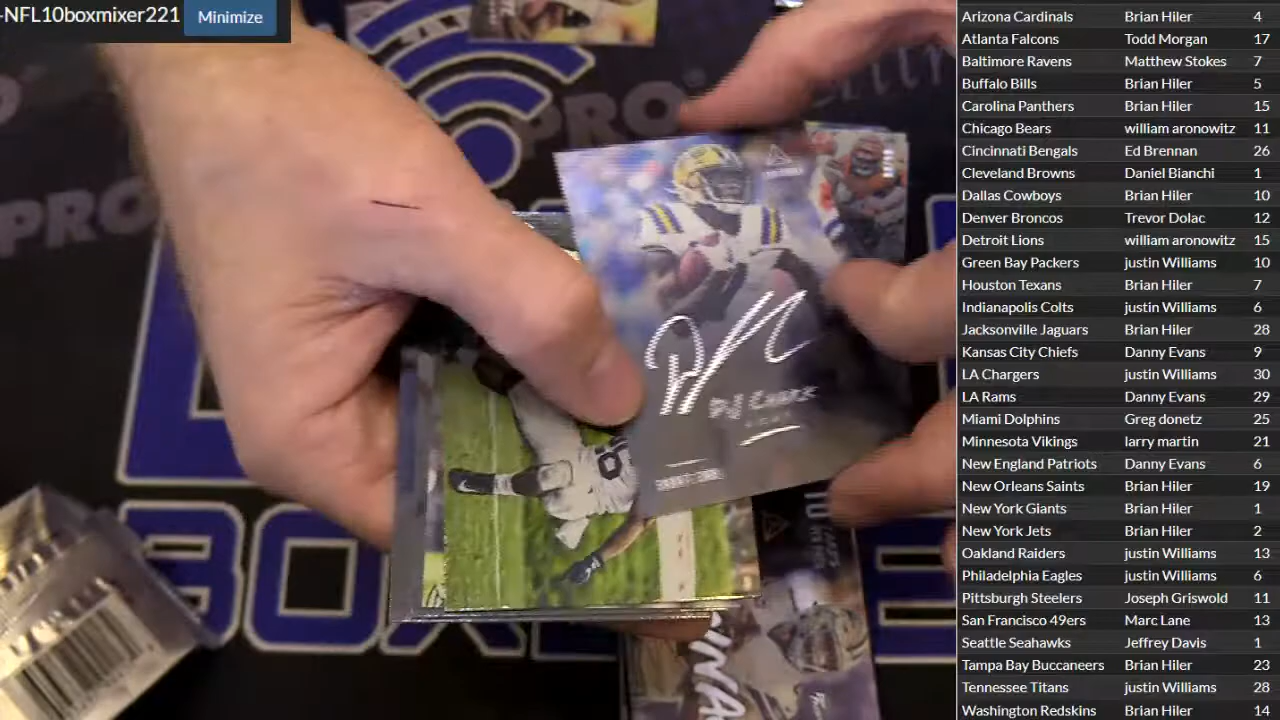 -NFL10boxmixer221
Minimize
PRO
PRO
DJ CHARK
BOX
Arizona Cardinals Brian Hiler 4
Atlanta Falcons Todd Morgan 17
Baltimore Ravens Matthew Stokes 7
Buffalo Bills Brian Hiler 5
Carolina Panthers Brian Hiler 15
Chicago Bears william aronowitz 11
Cincinnati Bengals Ed Brennan 26
Cleveland Browns Daniel Bianchi 1
Dallas Cowboys Brian Hiler 10
Denver Broncos Trevor Dolac 12
Detroit Lions william aronowitz 15
Green Bay Packers justin Williams 10
Houston Texans Brian Hiler 7
Indianapolis Colts justin Williams 6
Jacksonville Jaguars Brian Hiler 28
Kansas City Chiefs Danny Evans 9
LA Chargers justin Williams 30
LA Rams Danny Evans 29
Miami Dolphins Greg donetz 25
Minnesota Vikings larry martin 21
New England Patriots Danny Evans 6
New Orleans Saints Brian Hiler 19
New York Giants Brian Hiler 1
New York Jets Brian Hiler 2
Oakland Raiders justin Williams 13
Philadelphia Eagles justin Williams 6
Pittsburgh Steelers Joseph Griswold 11
San Francisco 49ers Marc Lane 13
Seattle Seahawks Jeffrey Davis 1
Tampa Bay Buccaneers Brian Hiler 23
Tennessee Titans justin Williams 28
Washington Redskins Brian Hiler 14